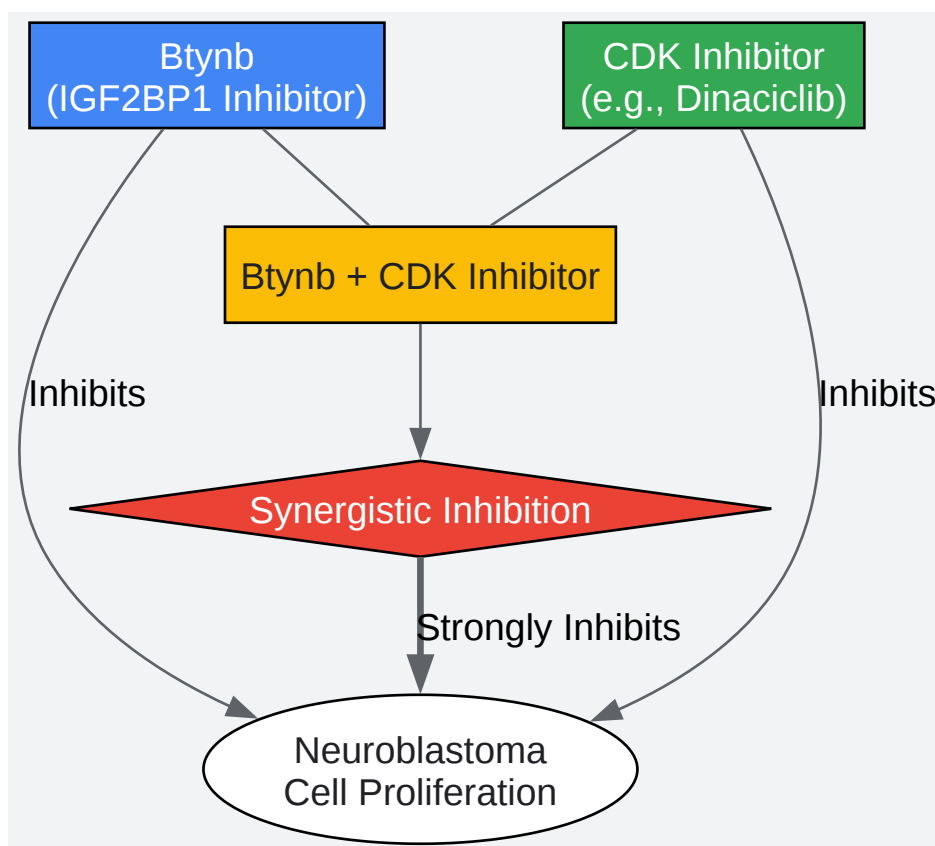 Btynb
(IGF2BP1 Inhibitor)
CDK Inhibitor
(e.g., Dinaciclib)
Btynb + CDK Inhibitor
Inhibits
Inhibits
Synergistic Inhibition
Strongly Inhibits
Neuroblastoma
Cell Proliferation